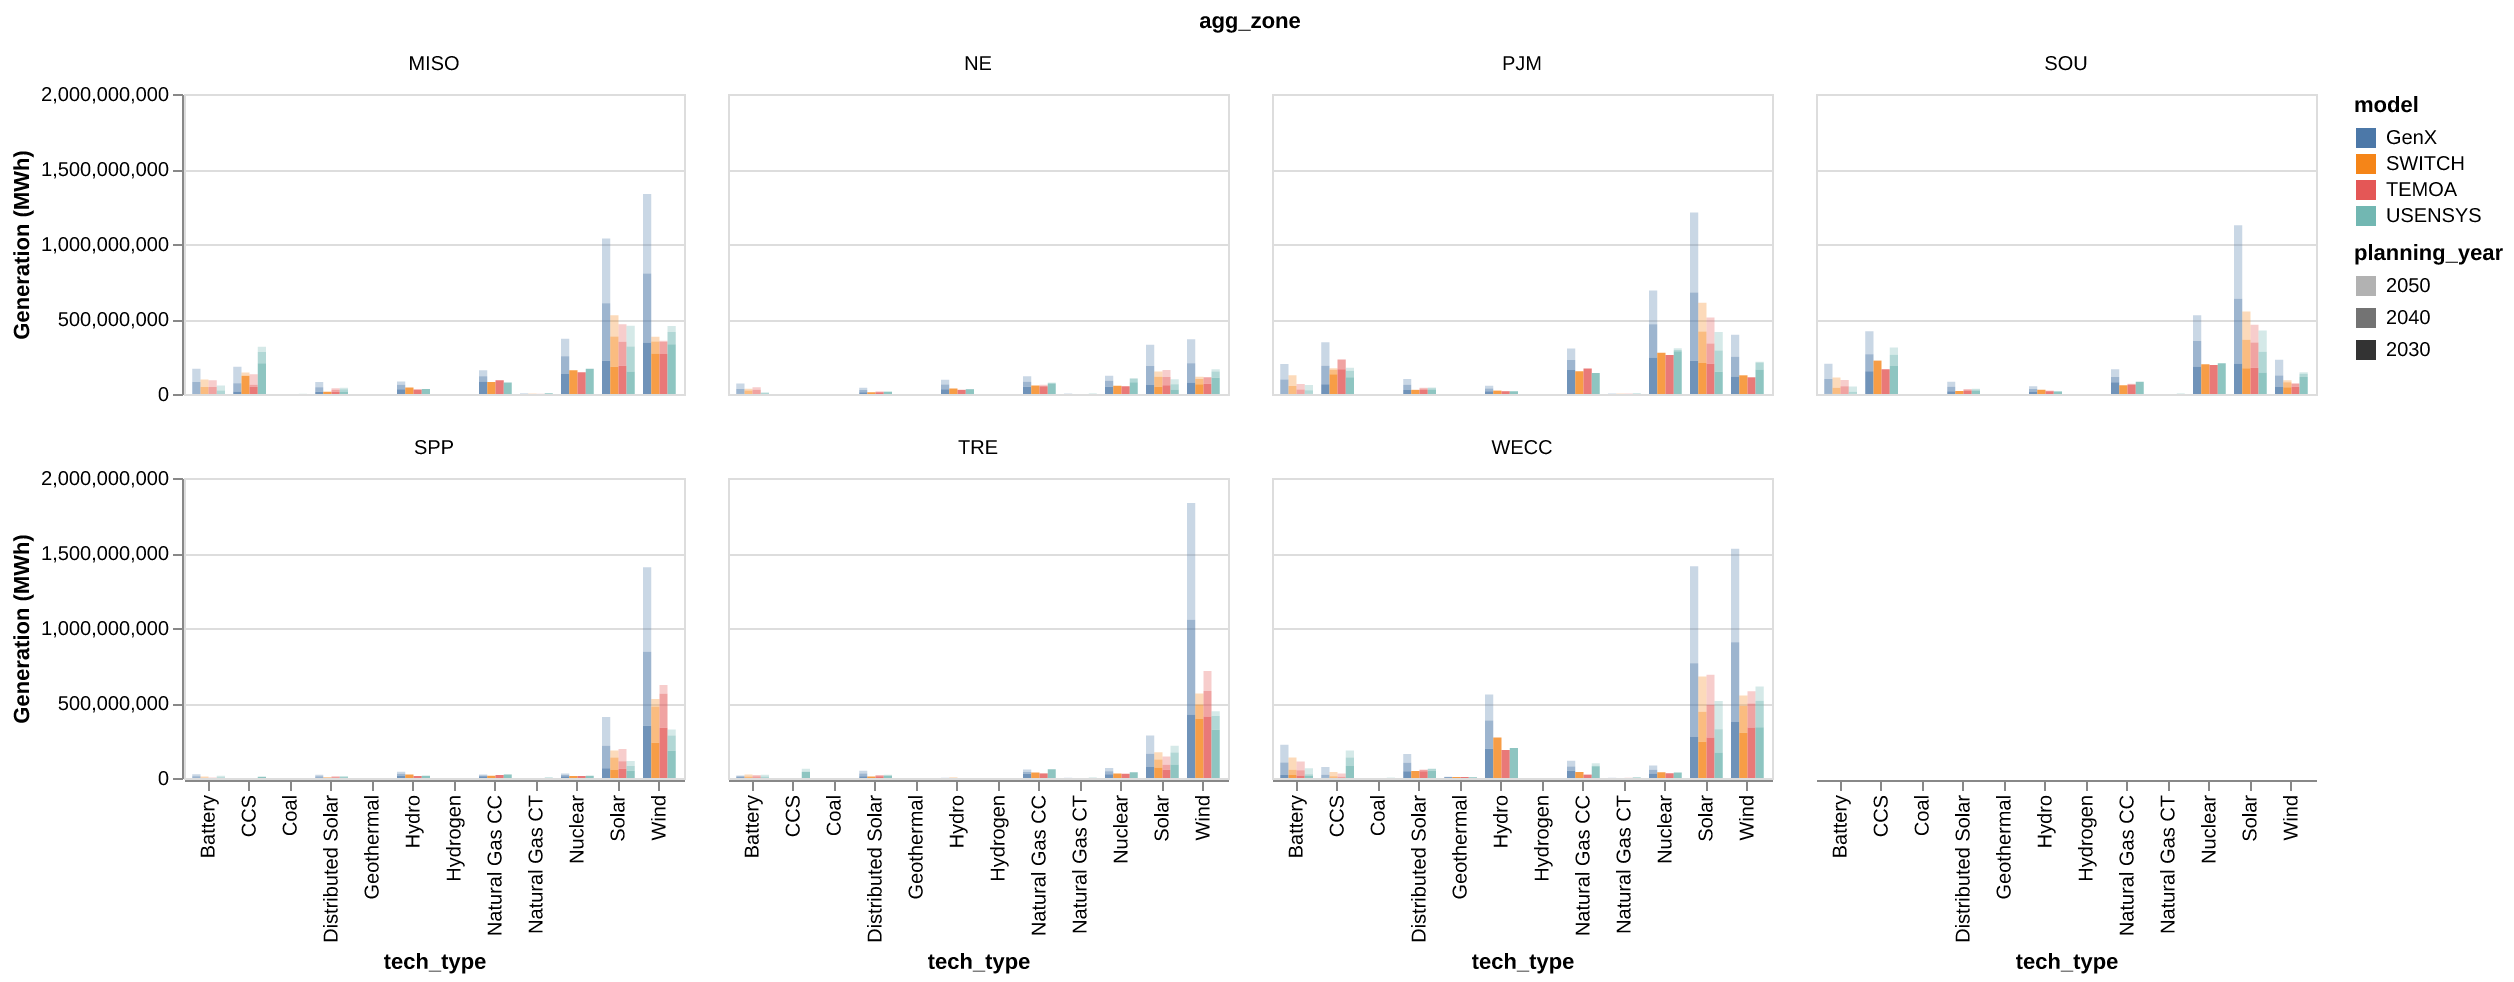 agg_zone
MISO
NE
PJM
SOU
2,000,000,000
1,500,000,000
1,000,000,000
500,000,000
0
Generation (MWh)
model
GenX
SWITCH
TEMOA
USENSYS
planning_year
2050
2040
2030
SPP
TRE
WECC
2,000,000,000
1,500,000,000
1,000,000,000
500,000,000
0
Generation (MWh)
Battery
CCS
Coal
Distributed Solar
Geothermal
Hydro
Hydrogen
Natural Gas CC
Natural Gas CT
Nuclear
Solar
Wind
tech_type
Battery
CCS
Coal
Distributed Solar
Geothermal
Hydro
Hydrogen
Natural Gas CC
Natural Gas CT
Nuclear
Solar
Wind
tech_type
Battery
CCS
Coal
Distributed Solar
Geothermal
Hydro
Hydrogen
Natural Gas CC
Natural Gas CT
Nuclear
Solar
Wind
tech_type
Battery
CCS
Coal
Distributed Solar
Geothermal
Hydro
Hydrogen
Natural Gas CC
Natural Gas CT
Nuclear
Solar
Wind
tech_type